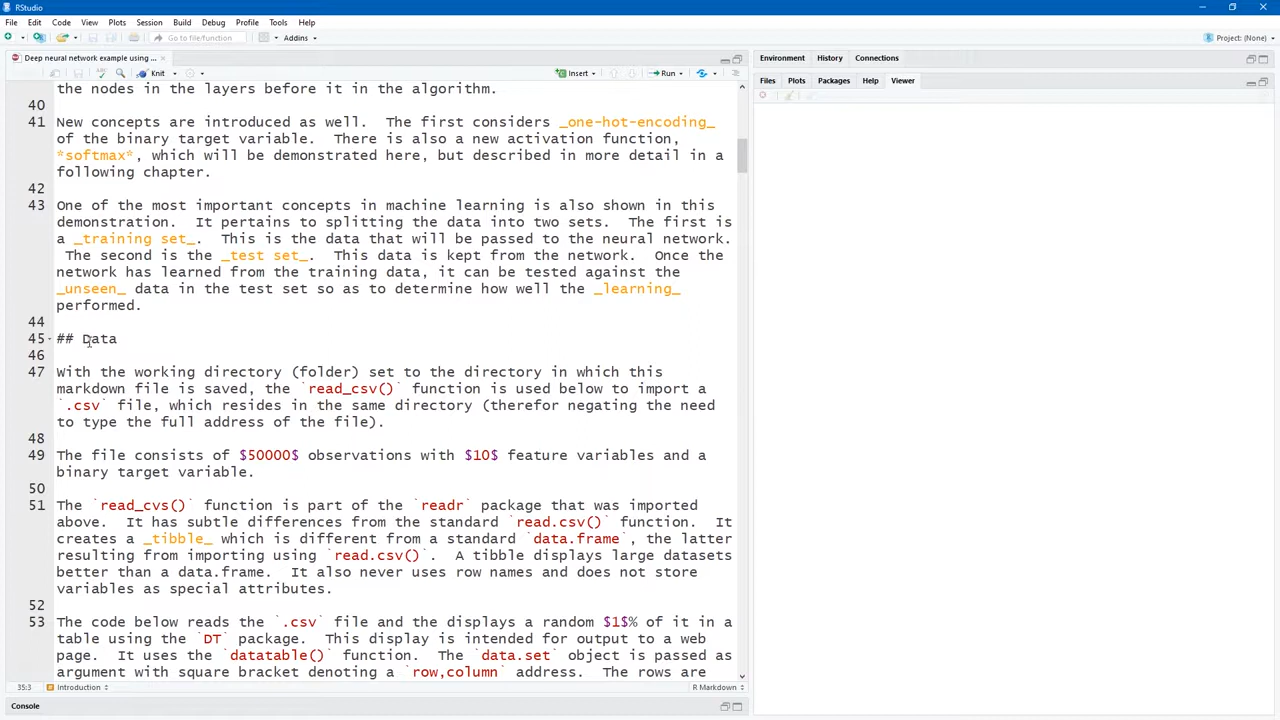 RStudio
File Edit Code View Plots Session Build Debug Profile Tools Help
Go to file/function Addins Project: (None)
Deep neural network example using ...
Knit Insert Run
the nodes in the layers before it in the algorithm.
40
41 New concepts are introduced as well.  The first considers _one-hot-encoding_
of the binary target variable.  There is also a new activation function,
*softmax*, which will be demonstrated here, but described in more detail in a
following chapter.
42
43 One of the most important concepts in machine learning is also shown in this
demonstration.  It pertains to splitting the data into two sets.  The first is
a _training set_.  This is the data that will be passed to the neural network.
The second is the _test set_.  This data is kept from the network.  Once the
network has learned from the training data, it can be tested against the
_unseen_ data in the test set so as to determine how well the _learning_
performed.
44
45 ## Data
46
47 With the working directory (folder) set to the directory in which this
markdown file is saved, the `read_csv()` function is used below to import a
`.csv` file, which resides in the same directory (therefor negating the need
to type the full address of the file).
48
49 The file consists of $50000$ observations with $10$ feature variables and a
binary target variable.
50
51 The `read_cvs()` function is part of the `readr` package that was imported
above.  It has subtle differences from the standard `read.csv()` function.  It
creates a _tibble_ which is different from a standard `data.frame`, the latter
resulting from importing using `read.csv()`.  A tibble displays large datasets
better than a data.frame.  It also never uses row names and does not store
variables as special attributes.
52
53 The code below reads the `.csv` file and the displays a random $1$% of it in a
table using the `DT` package.  This display is intended for output to a web
page.  It uses the `datatable()` function.  The `data.set` object is passed as
argument with square bracket denoting a `row,column` address.  The rows are
35:3 Introduction R Markdown
Console
Environment History Connections
Files Plots Packages Help Viewer